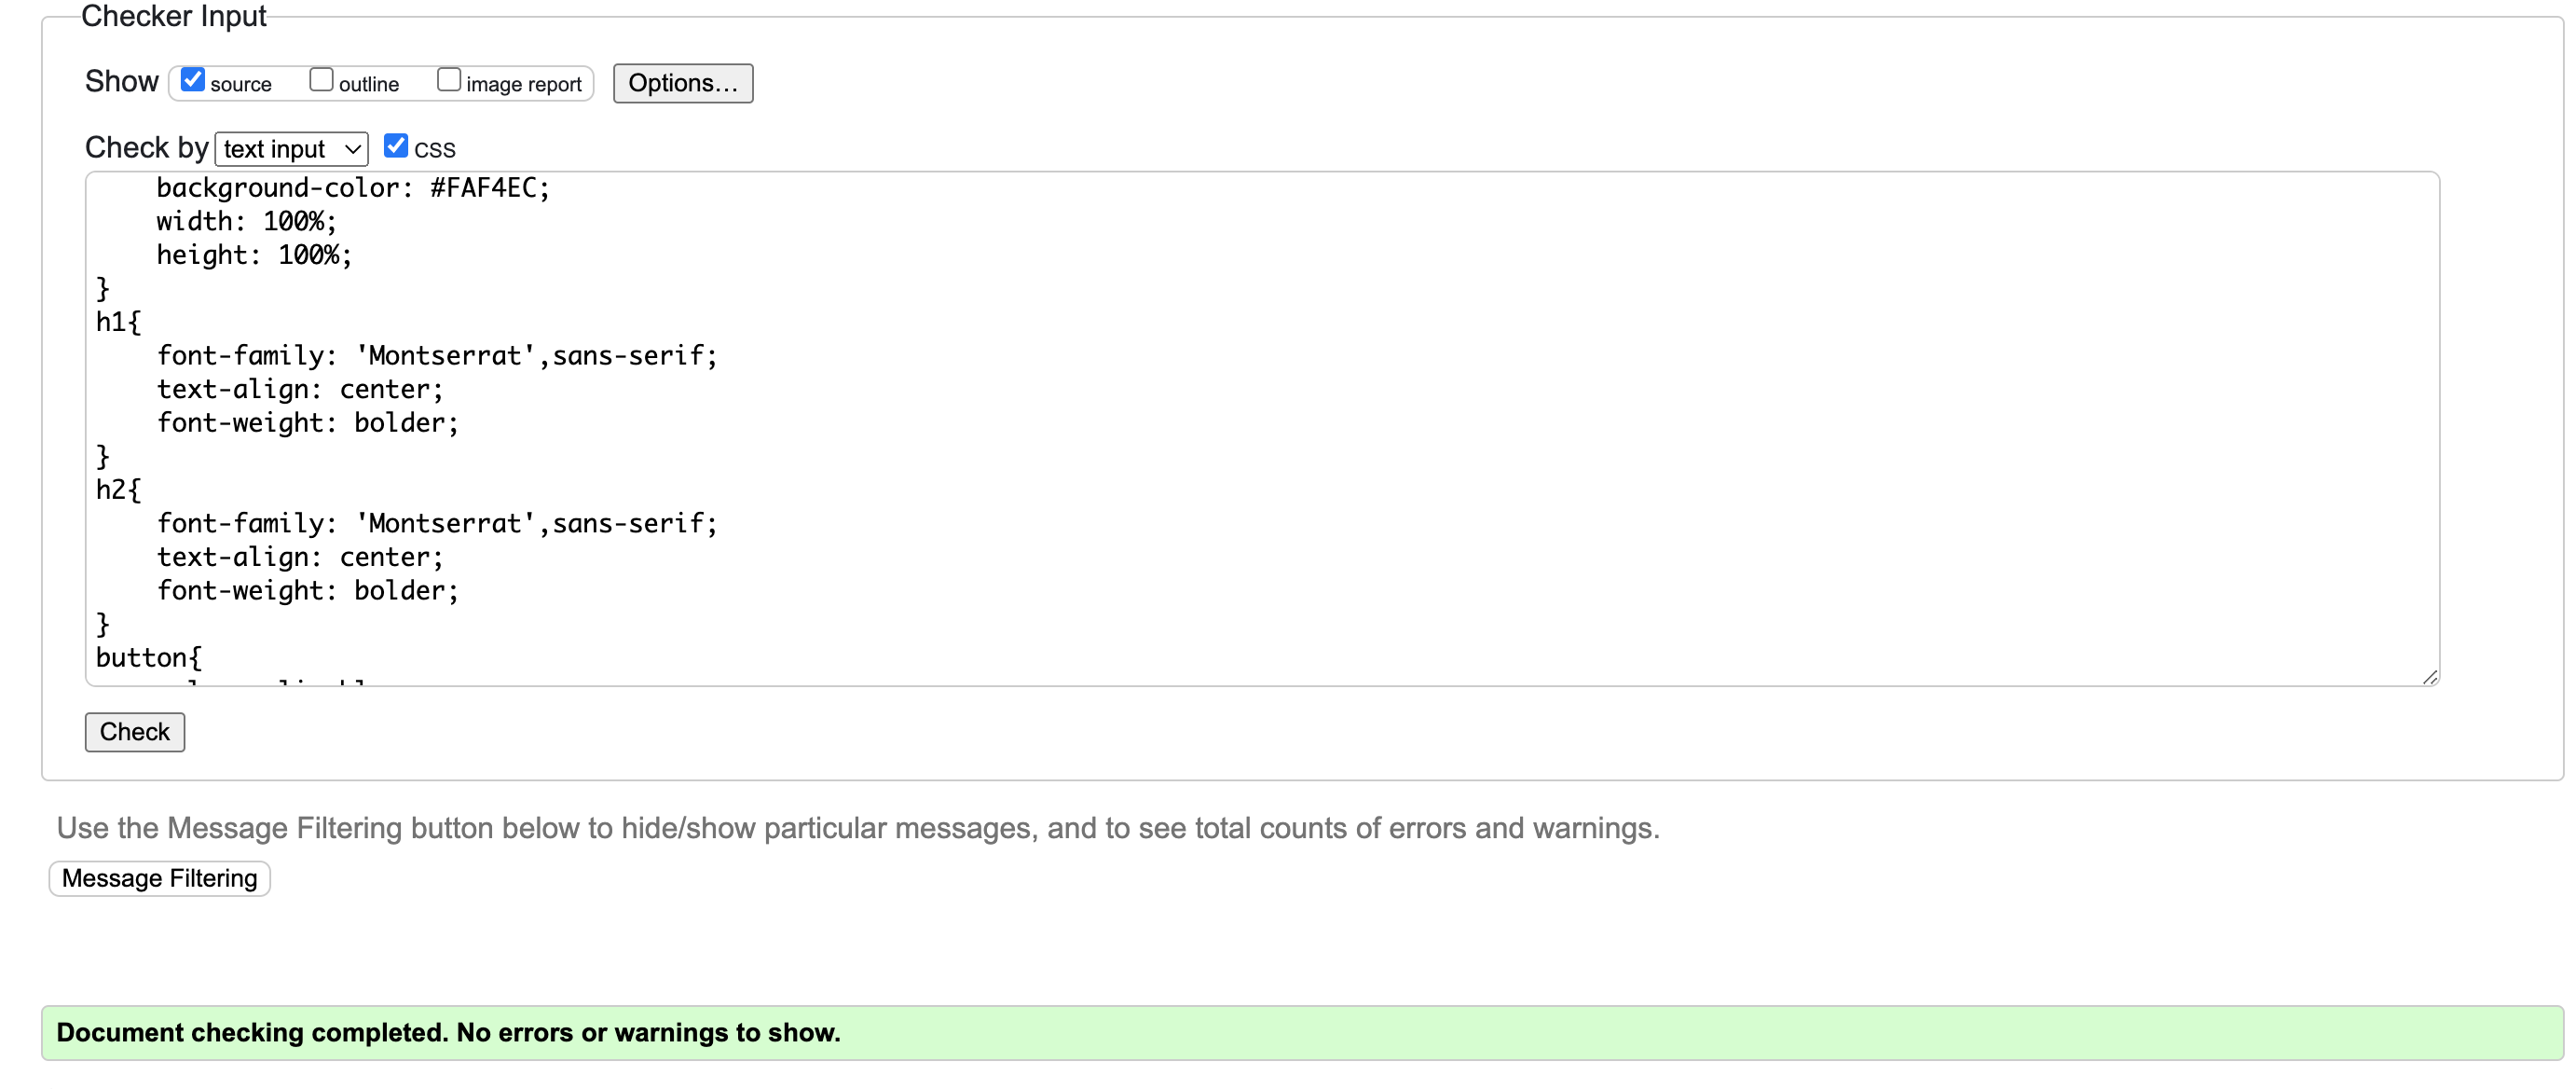 Checker Input
Show source outline image report Options...
Check by text input CSS
    background-color: #FAF4EC;
    width: 100%;
    height: 100%;
}
h1{
    font-family: 'Montserrat',sans-serif;
    text-align: center;
    font-weight: bolder;
}
h2{
    font-family: 'Montserrat',sans-serif;
    text-align: center;
    font-weight: bolder;
}
button{
Check
Use the Message Filtering button below to hide/show particular messages, and to see total counts of errors and warnings.
Message Filtering
Document checking completed. No errors or warnings to show.